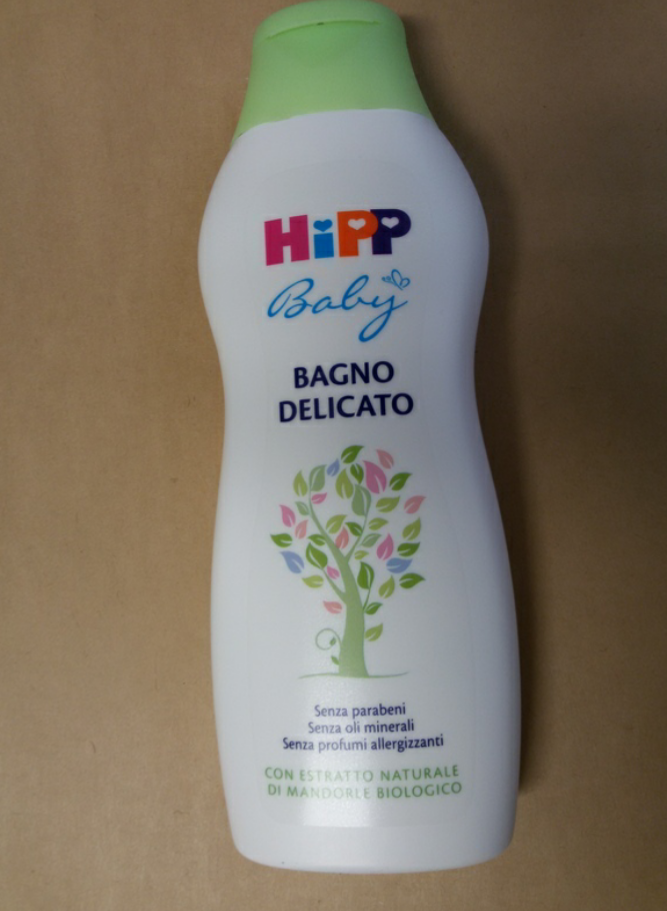 HiPP
Baby
BAGNO
DELICATO
Senza parabeni
Senza oli minerali
Senza profumi allergizzanti
CON ESTRATTO NATURALE
DI MANDORLE BIOLOGICO